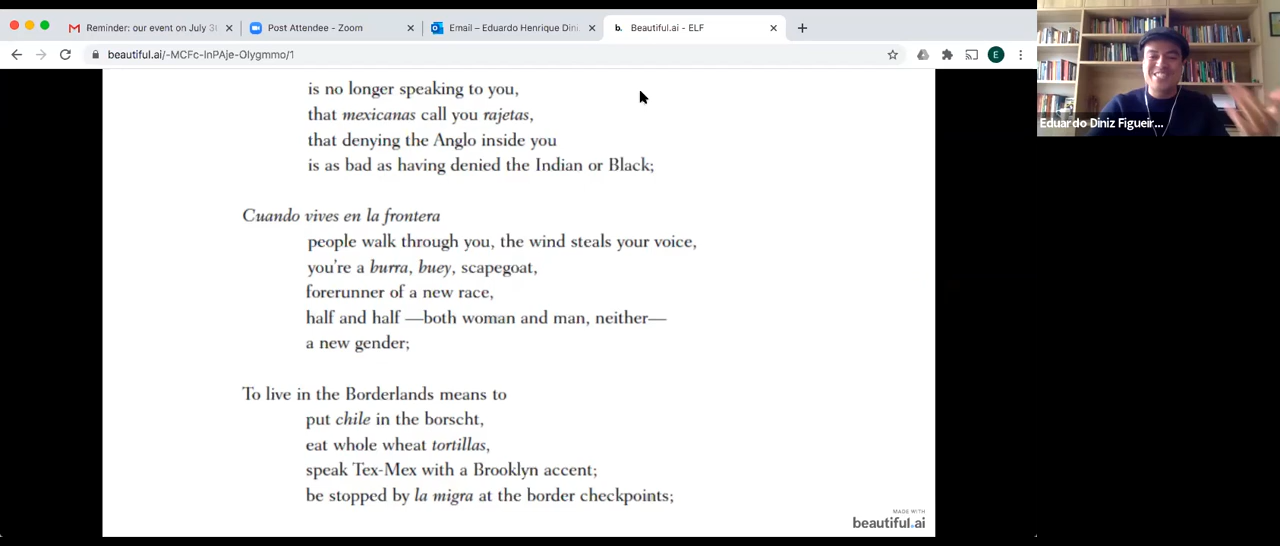 Reminder: our event on July 3
Post Attendee - Zoom
Email – Eduardo Henrique Dini
Beautiful.ai - ELF
beautiful.ai/-MCFc-InPAje-OIygmmo/1
E
Eduardo Diniz Figueir...
is no longer speaking to you,
that mexicanas call you rajetas,
that denying the Anglo inside you
is as bad as having denied the Indian or Black;
Cuando vives en la frontera
people walk through you, the wind steals your voice,
you're a burra, buey, scapegoat,
forerunner of a new race,
half and half —both woman and man, neither—
a new gender;
To live in the Borderlands means to
put chile in the borscht,
eat whole wheat tortillas,
speak Tex-Mex with a Brooklyn accent;
be stopped by la migra at the border checkpoints;
MADE WITH
beautiful.ai